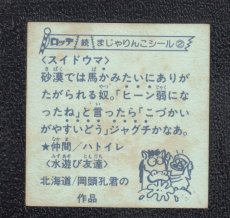 ロッテ 続 まじゃりんこシール②
〈スイドウマ〉
砂漠では馬かみたいにありが
たがられる奴。「ヒーン弱にな
ったね」と言ったら「こづかい
がやすいどう」ジャグチかなあ。
★仲間／ハトイレ
〈水遊び友達〉
北海道／岡頭孔君の
作品